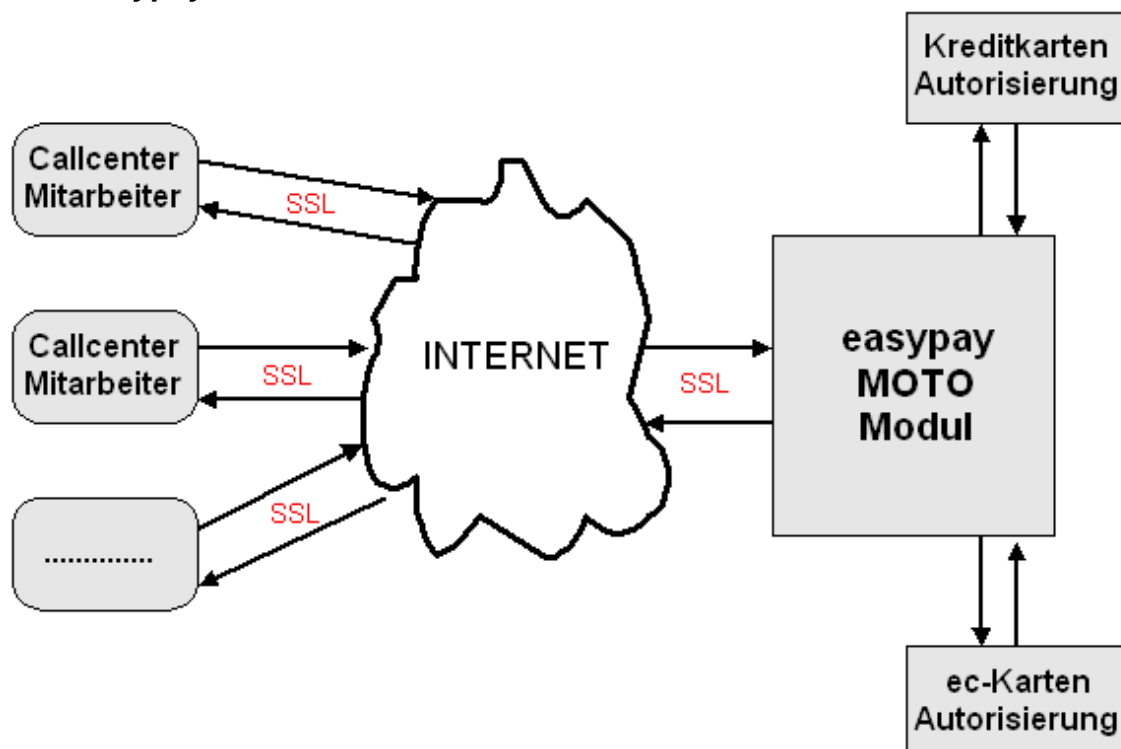 Kreditkarten
Autorisierung
Callcenter
Mitarbeiter
SSL
Callcenter
Mitarbeiter
SSL
INTERNET
SSL
easypay
MOTO
Modul
..............
SSL
ec-Karten
Autorisierung